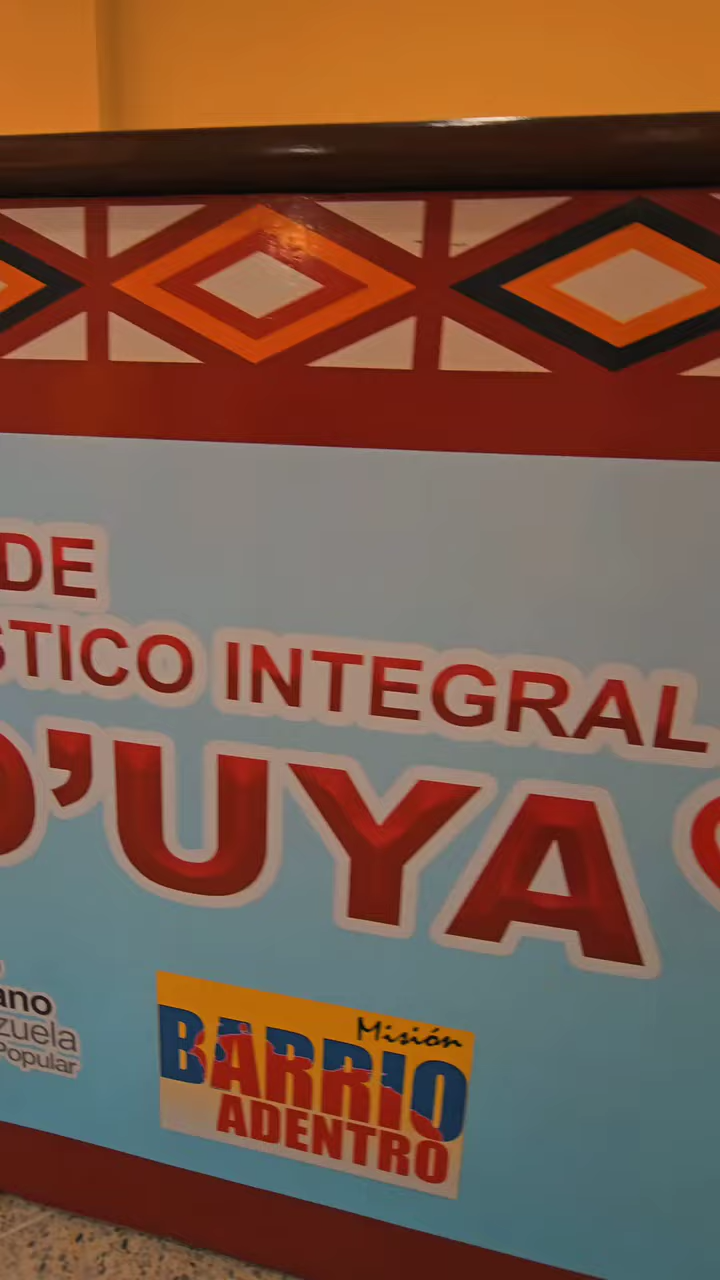 DE
STICO INTEGRAL
O'UYA
ano
zuela
Popular
Misión
BARRIO
ADENTRO